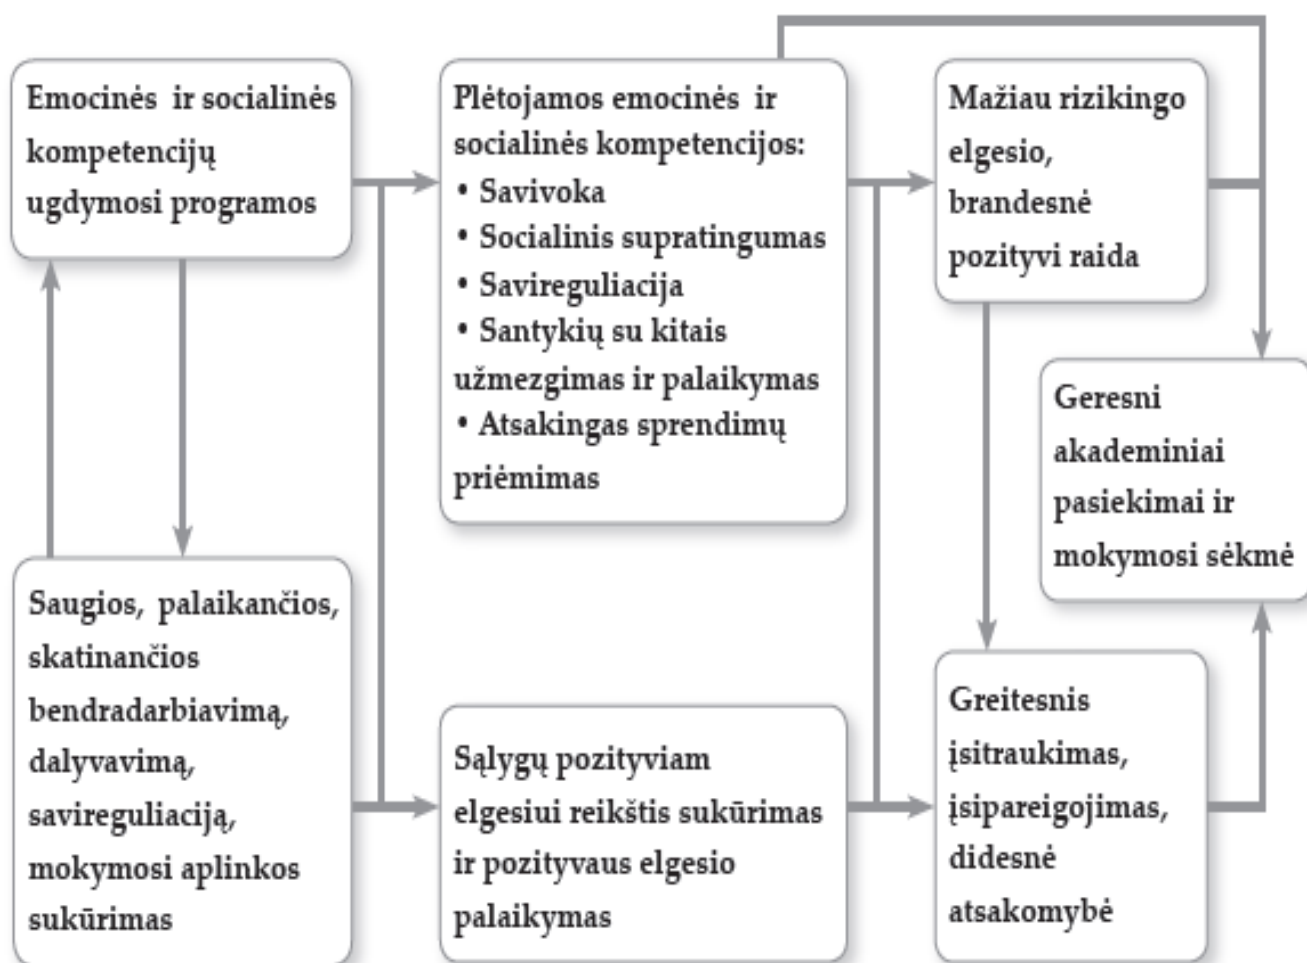 Emocinės ir socialinės
kompetencijų
ugdymosi programos
Saugios, palaikančios,
skatinančios
bendradarbiavimą,
dalyvavimą,
savireguliaciją,
mokymosi aplinkos
sukūrimas
Plėtojamos emocinės ir
socialinės kompetencijos:
• Savivoka
• Socialinis supratingumas
• Savireguliacija
• Santykių su kitais
užmezgimas ir palaikymas
• Atsakingas sprendimų
priėmimas
Sąlygų pozityviam
elgesiui reikštis sukūrimas
ir pozityvaus elgesio
palaikymas
Mažiau rizikingo
elgesio,
brandesnė
pozityvi raida
Greitesnis
įsitraukimas,
įsipareigojimas,
didesnė
atsakomybė
Geresni
akademiniai
pasiekimai ir
mokymosi sėkmė